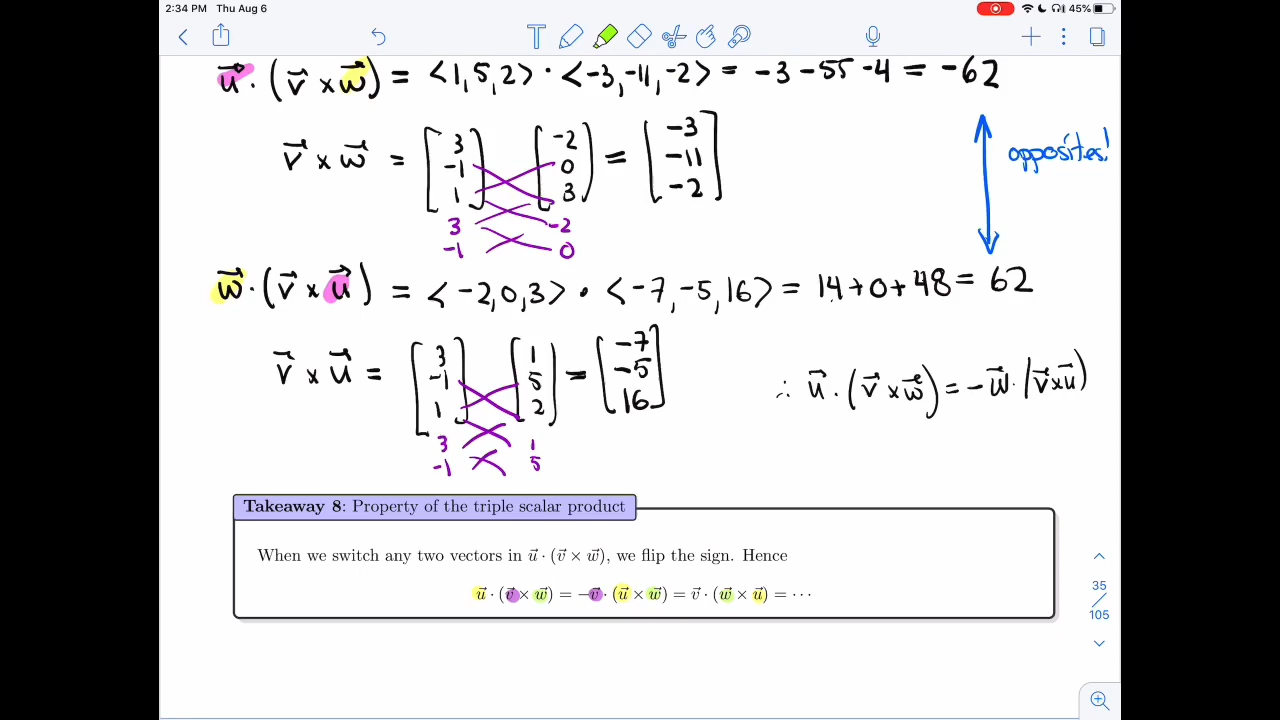 2:34 PM Thu Aug 6
45%
T
u⃗ · (v⃗ × w⃗) = <1, 5, 2> · <-3, -11, -2> = -3 - 55 - 4 = -62
v⃗ × w⃗ = [3 -1 1] [-2 0 3] = [-3 -11 -2]
3 -2
-1 0
opposites!
w⃗ · (v⃗ × u⃗) = <-2, 0, 3> · <-7, -5, 16> = 14 + 0 + 48 = 62
v⃗ × u⃗ = [3 -1 1] [1 5 2] = [-7 -5 16]
3 1
-1 5
∴ u⃗ · (v⃗ × w⃗) = -w⃗ · (v⃗ × u⃗)
Takeaway 8: Property of the triple scalar product
When we switch any two vectors in u⃗ · (v⃗ × w⃗), we flip the sign. Hence
u⃗ · (v⃗ × w⃗) = −v⃗ · (u⃗ × w⃗) = v⃗ · (w⃗ × u⃗) = ···
35
105